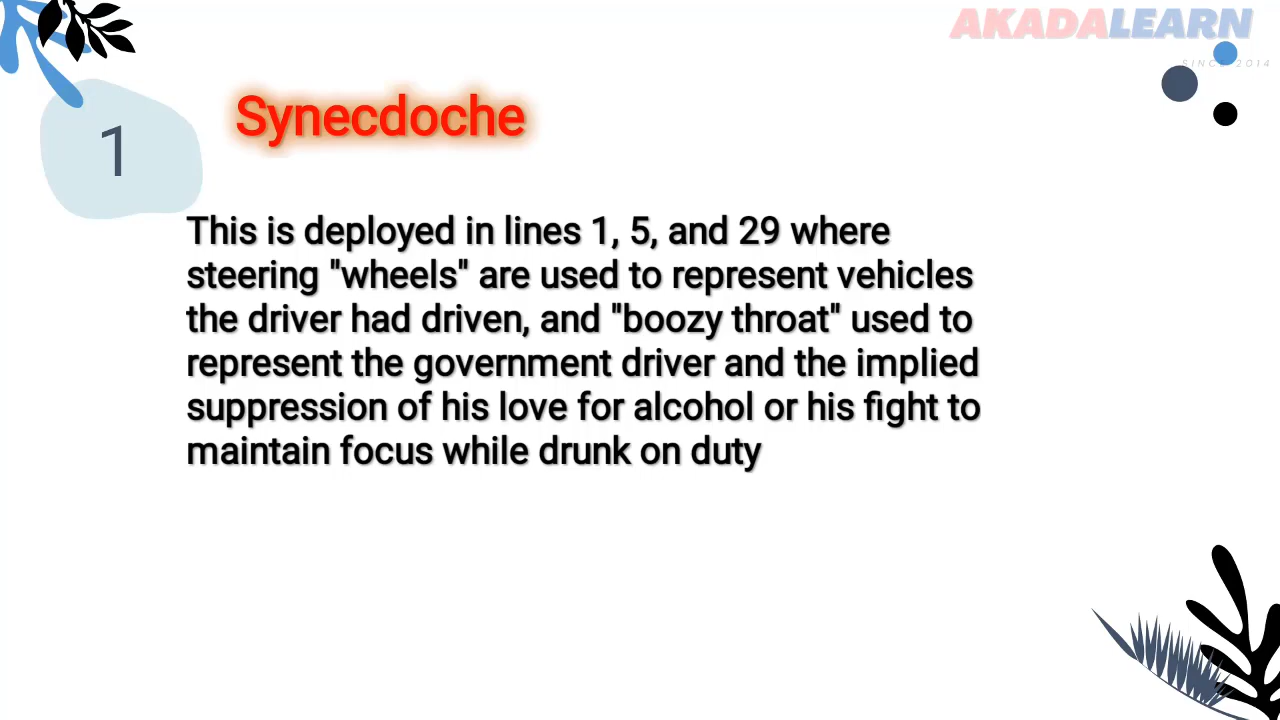 AKADALEARN
SINCE 2014
1
Synecdoche
This is deployed in lines 1, 5, and 29 where
steering "wheels" are used to represent vehicles
the driver had driven, and "boozy throat" used to
represent the government driver and the implied
suppression of his love for alcohol or his fight to
maintain focus while drunk on duty